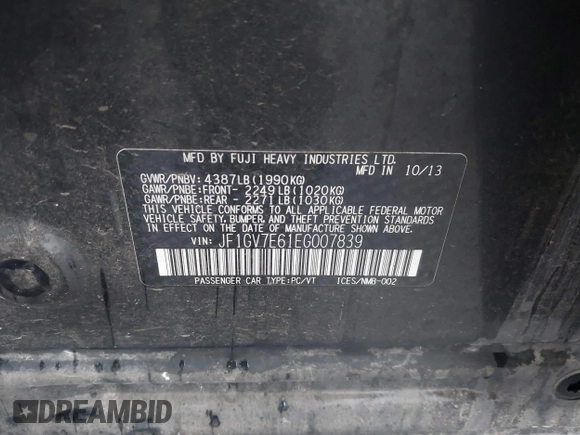 MFD BY FUJI HEAVY INDUSTRIES LTD.
MFD IN 10/13
GVWR/PNBV: 4387LB(1990KG)
GAWR/PNBE:FRONT- 2249LB(1020KG)
GAWR/PNBE:REAR - 2271LB(1030KG)
THIS VEHICLE CONFORMS TO ALL APPLICABLE FEDERAL MOTOR
VEHICLE SAFETY,BUMPER, AND THEFT PREVENTION STANDARDS
IN EFFECT ON THE DATE OF MANUFACTURE SHOWN ABOVE.
VIN: JF1GV7E61EG007839
PASSENGER CAR TYPE:PC/VT ICES/NMB-002
DREAMBID